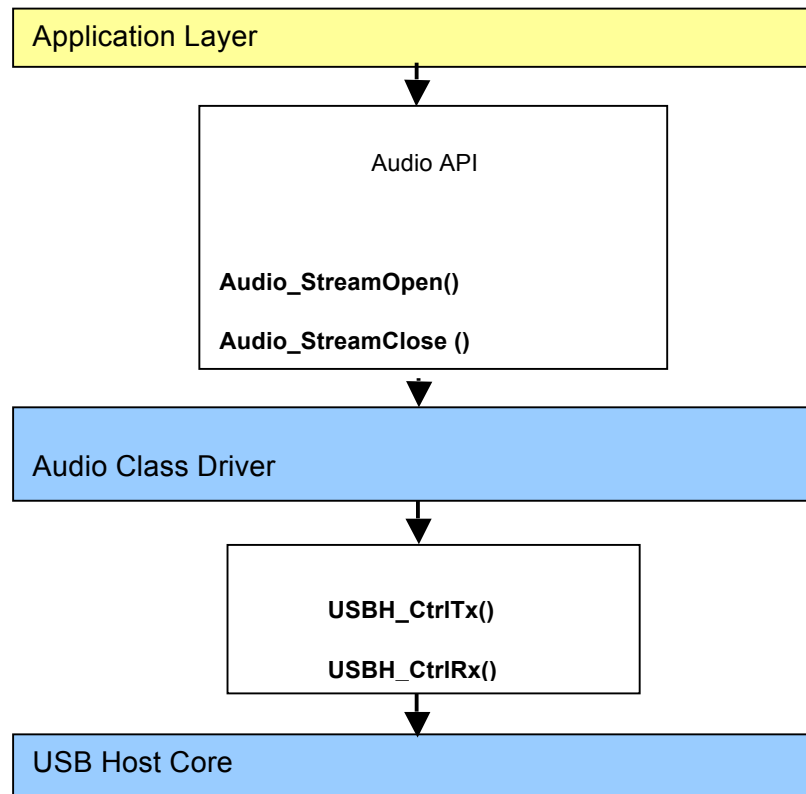 Application Layer
Audio API
Audio_StreamOpen()
Audio_StreamClose ()
Audio Class Driver
USBH_CtrlTx()
USBH_CtrlRx()
USB Host Core